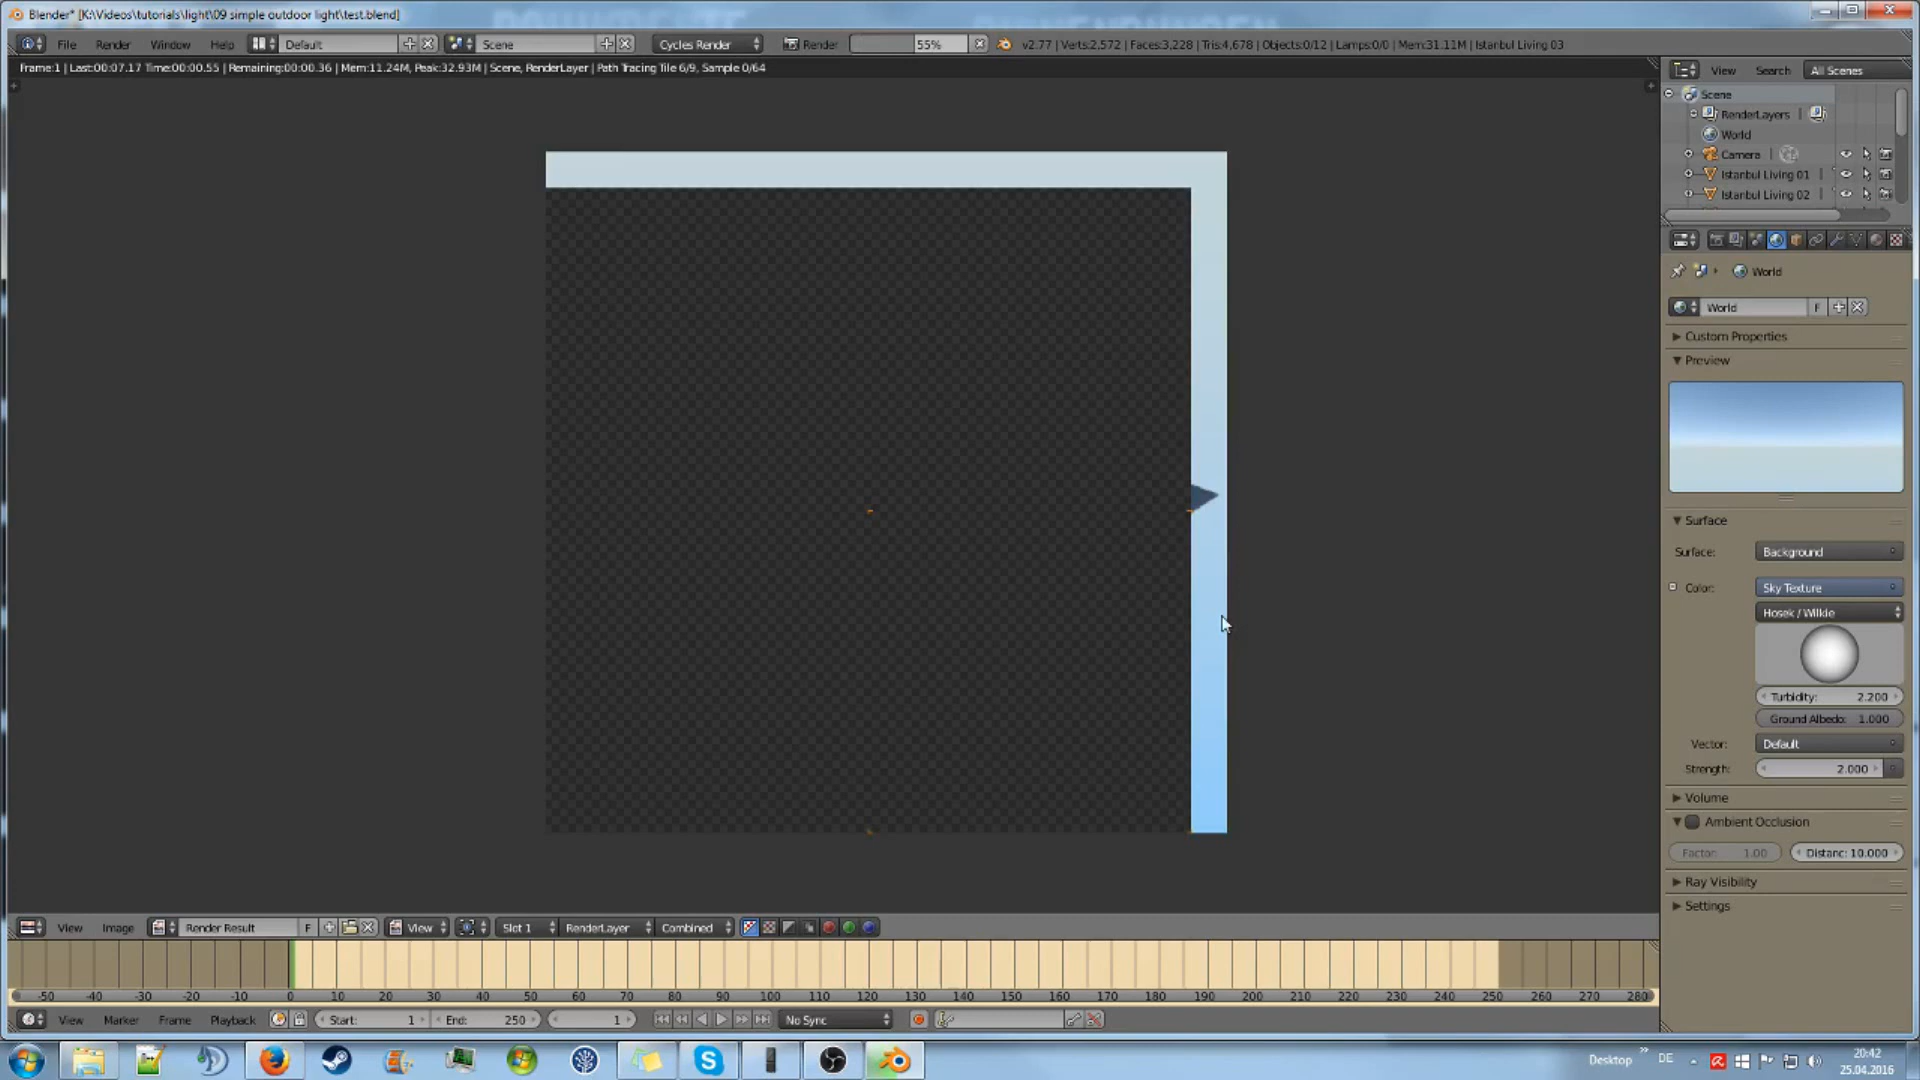 Blender* [K:\Videos\tutorials\light\09 simple outdoor light\test.blend]
File Render Window Help Default Scene Cycles Render Render 55% v2.77 | Verts:2,572 | Faces:3,228 | Tris:4,678 | Objects:0/12 | Lamps:0/0 | Mem:31.11M | Istanbul Living 03
Frame:1 | Last:00:07.17 Time:00:00.55 | Remaining:00:00.36 | Mem:11.24M, Peak:32.93M | Scene, RenderLayer | Path Tracing Tile 6/9, Sample 0/64
View Search All Scenes
Scene
RenderLayers |
World
Camera |
Istanbul Living 01
Istanbul Living 02
World
World F
Custom Properties
Preview
Surface
Surface: Background
Color: Sky Texture
Hosek / Wilkie
Turbidity: 2.200
Ground Albedo: 1.000
Vector: Default
Strength: 2.000
Volume
Ambient Occlusion
Factor: 1.00 Distanc: 10.000
Ray Visibility
Settings
View Image Render Result F View Slot 1 RenderLayer Combined
-50 -40 -30 -20 -10 0 10 20 30 40 50 60 70 80 90 100 110 120 130 140 150 160 170 180 190 200 210 220 230 240 250 260 270 280
View Marker Frame Playback Start: 1 End: 250 1 No Sync
Desktop » DE 20:42
25.04.2016